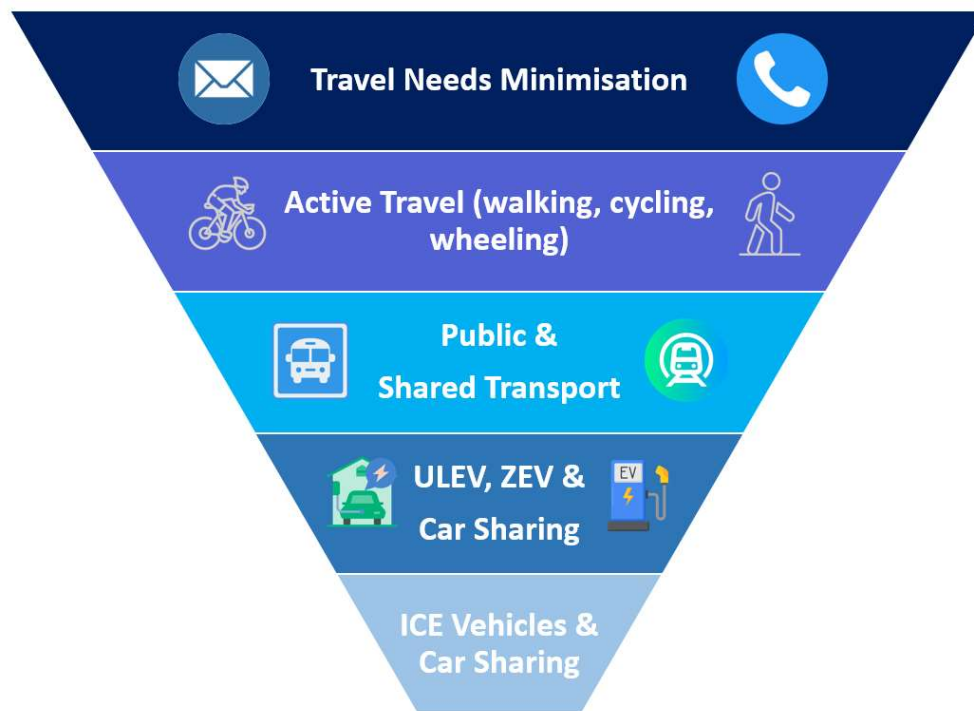 Travel Needs Minimisation
Active Travel (walking, cycling,
wheeling)
Public &
Shared Transport
ULEV, ZEV &
EV
Car Sharing
ICE Vehicles &
Car Sharing